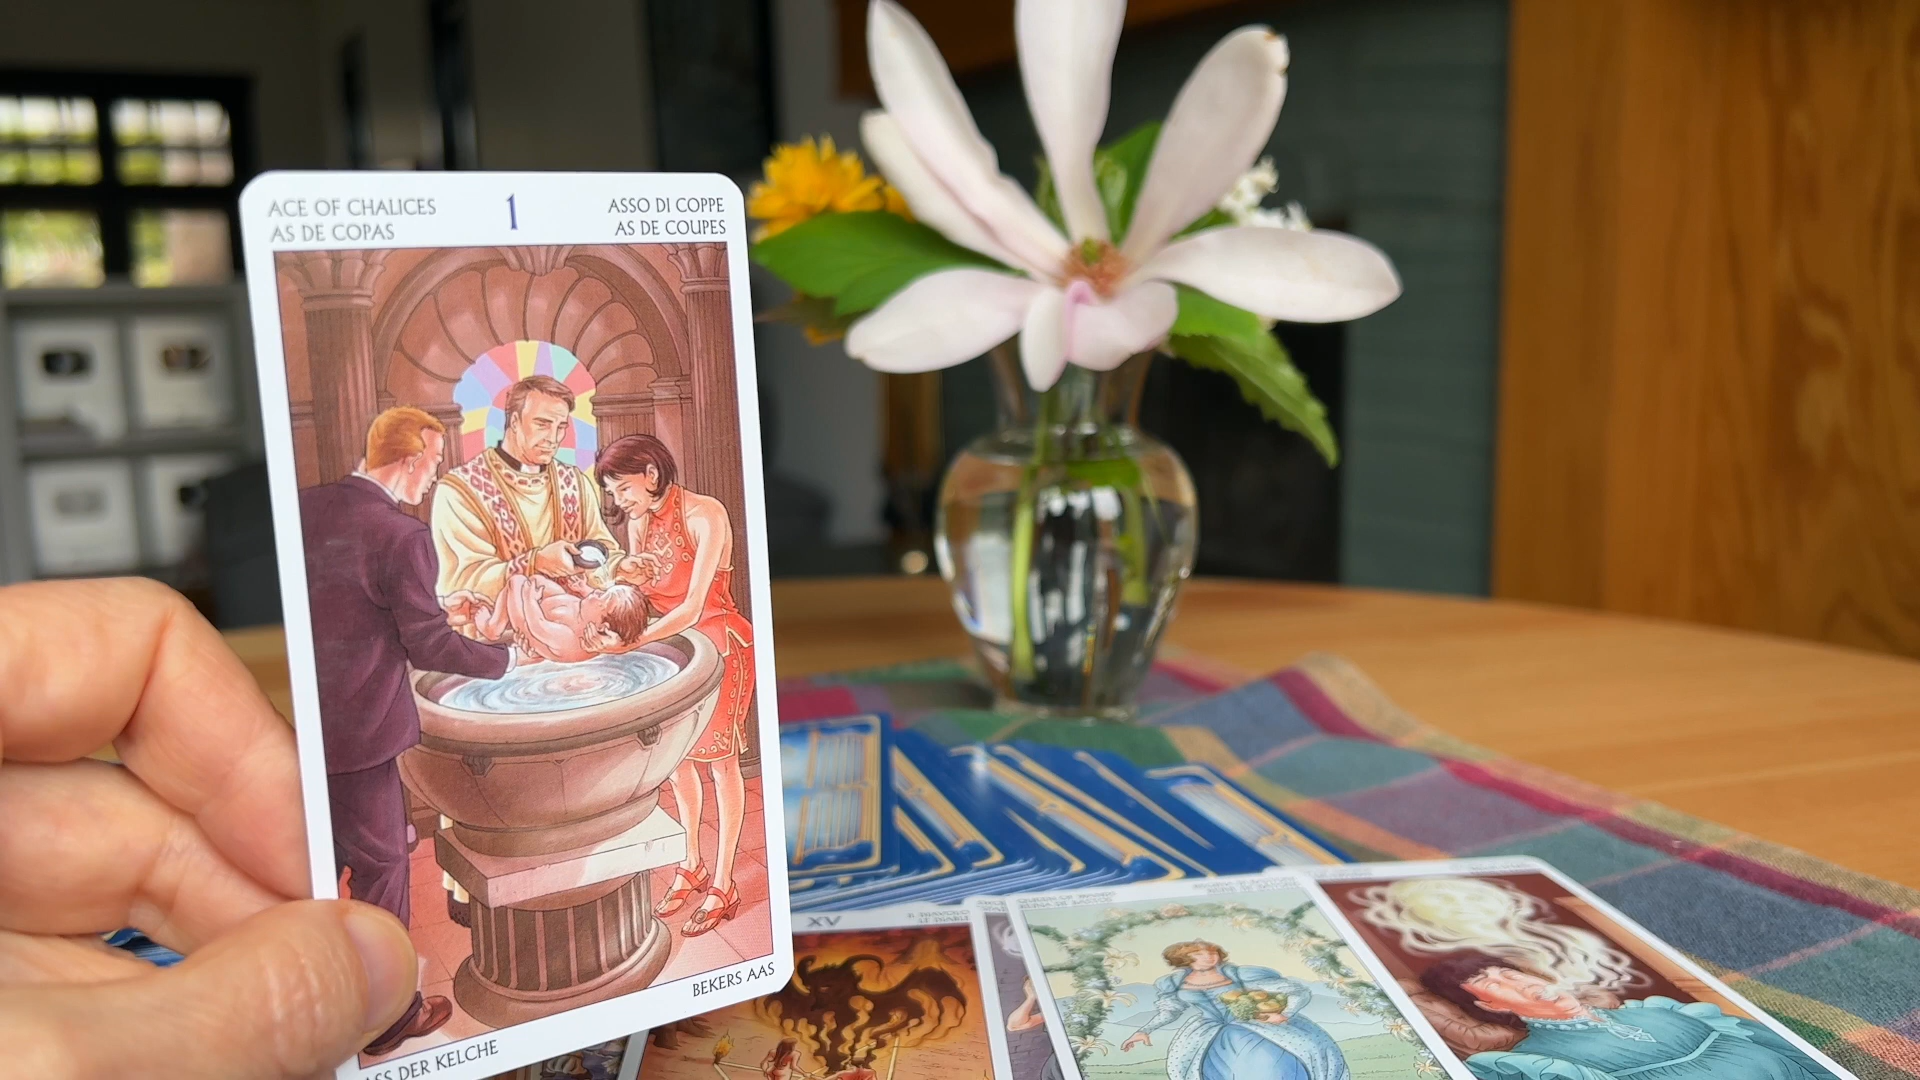 ACE OF CHALICES
AS DE COPAS
1
ASSO DI COPPE
AS DE COUPES
BEKERS AAS
ASS DER KELCHE
XV